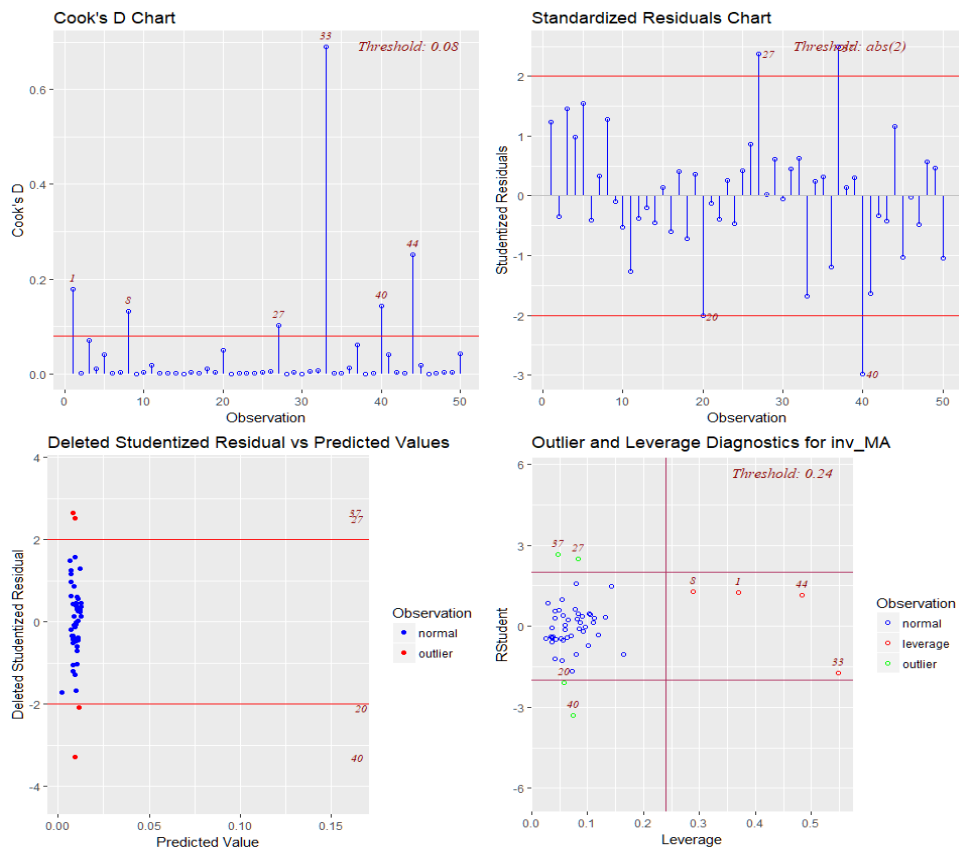 Cook's D Chart
33
Threshold: 0.08
0.6
0.4
0.2
0.0
1
8
27
40
44
Cook's D
0
10
20
30
40
50
Observation
Standardized Residuals Chart
Threshold: abs(2)
27
37
20
40
2
1
0
-1
-2
-3
Studentized Residuals
0
10
20
30
40
50
Observation
Deleted Studentized Residual vs Predicted Values
4
2
0
-2
-4
Deleted Studentized Residual
37
27
20
40
0.00
0.05
0.10
0.15
Predicted Value
Observation
normal
outlier
Outlier and Leverage Diagnostics for inv_MA
Threshold: 0.24
6
3
0
-3
-6
RStudent
37
27
8
1
44
33
20
40
0.0
0.1
0.2
0.3
0.4
0.5
Leverage
Observation
normal
leverage
outlier